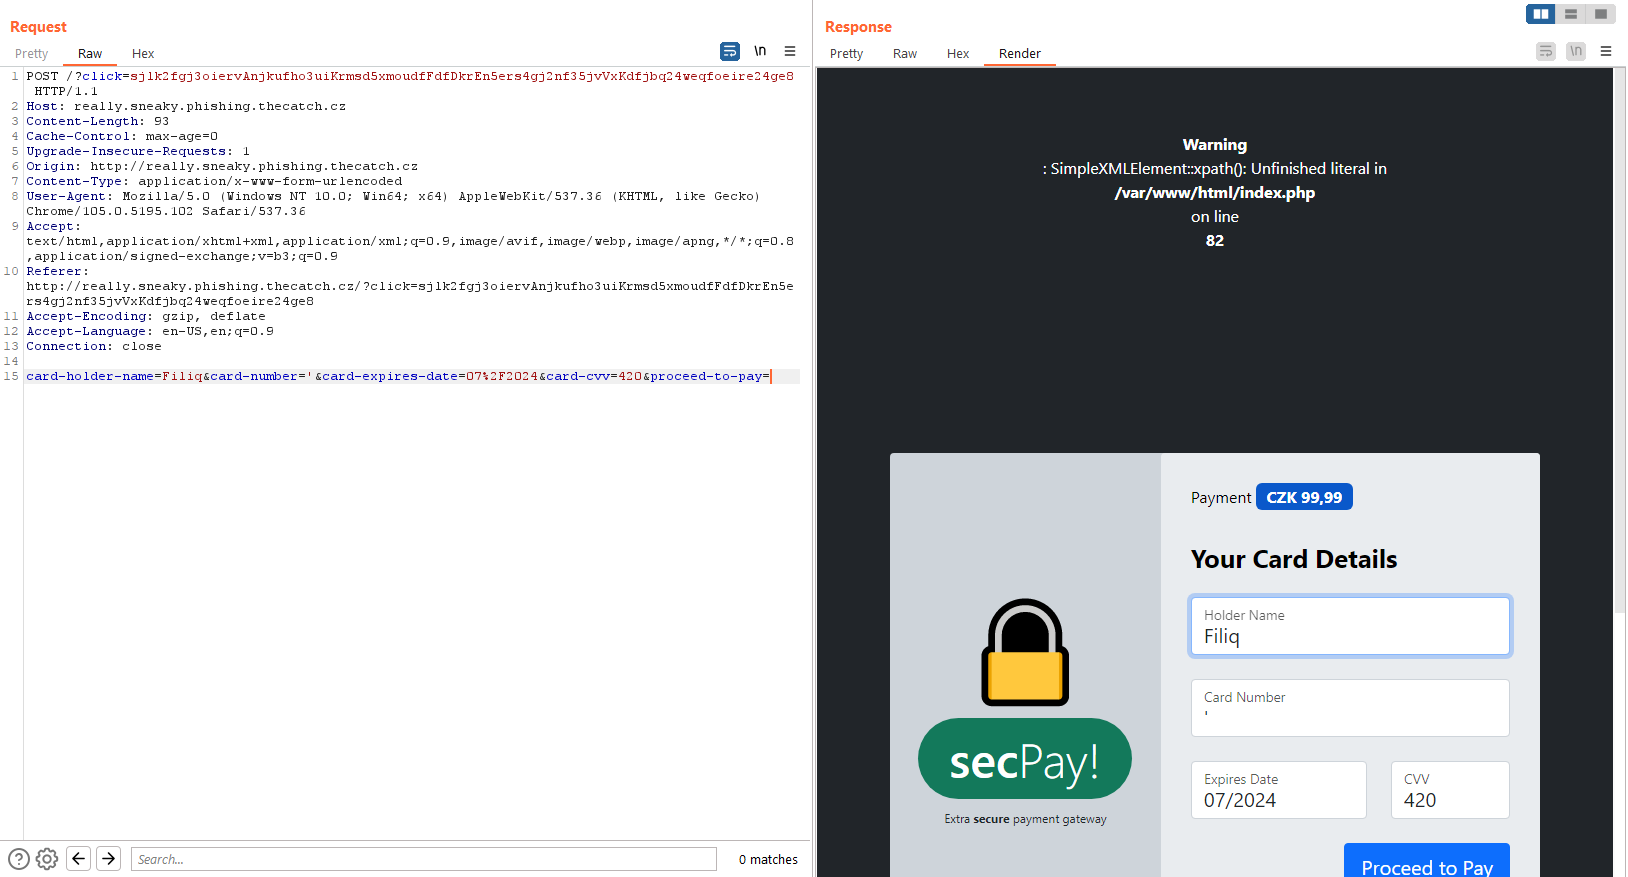 Request
Pretty Raw Hex
\n
1 POST /?click=sjlk2fgj3oiervAnjkufho3uiKrmsd5xmoudfFdfDkrEn5ers4gj2nf35jvVxKdfjbq24weqfoeire24ge8
HTTP/1.1
2 Host: really.sneaky.phishing.thecatch.cz
3 Content-Length: 93
4 Cache-Control: max-age=0
5 Upgrade-Insecure-Requests: 1
6 Origin: http://really.sneaky.phishing.thecatch.cz
7 Content-Type: application/x-www-form-urlencoded
8 User-Agent: Mozilla/5.0 (Windows NT 10.0; Win64; x64) AppleWebKit/537.36 (KHTML, like Gecko)
Chrome/105.0.5195.102 Safari/537.36
9 Accept:
text/html,application/xhtml+xml,application/xml;q=0.9,image/avif,image/webp,image/apng,*/*;q=0.8
,application/signed-exchange;v=b3;q=0.9
10 Referer:
http://really.sneaky.phishing.thecatch.cz/?click=sjlk2fgj3oiervAnjkufho3uiKrmsd5xmoudfFdfDkrEn5e
rs4gj2nf35jvVxKdfjbq24weqfoeire24ge8
11 Accept-Encoding: gzip, deflate
12 Accept-Language: en-US,en;q=0.9
13 Connection: close
14
15 card-holder-name=Filiq&card-number='&card-expires-date=07%2F2024&card-cvv=420&proceed-to-pay=
Search...
0 matches
Response
Pretty Raw Hex Render
\n
Warning
: SimpleXMLElement::xpath(): Unfinished literal in
/var/www/html/index.php
on line
82
Payment CZK 99,99
Your Card Details
Holder Name
Filiq
Card Number
'
Expires Date
07/2024
CVV
420
Proceed to Pay
secPay!
Extra secure payment gateway